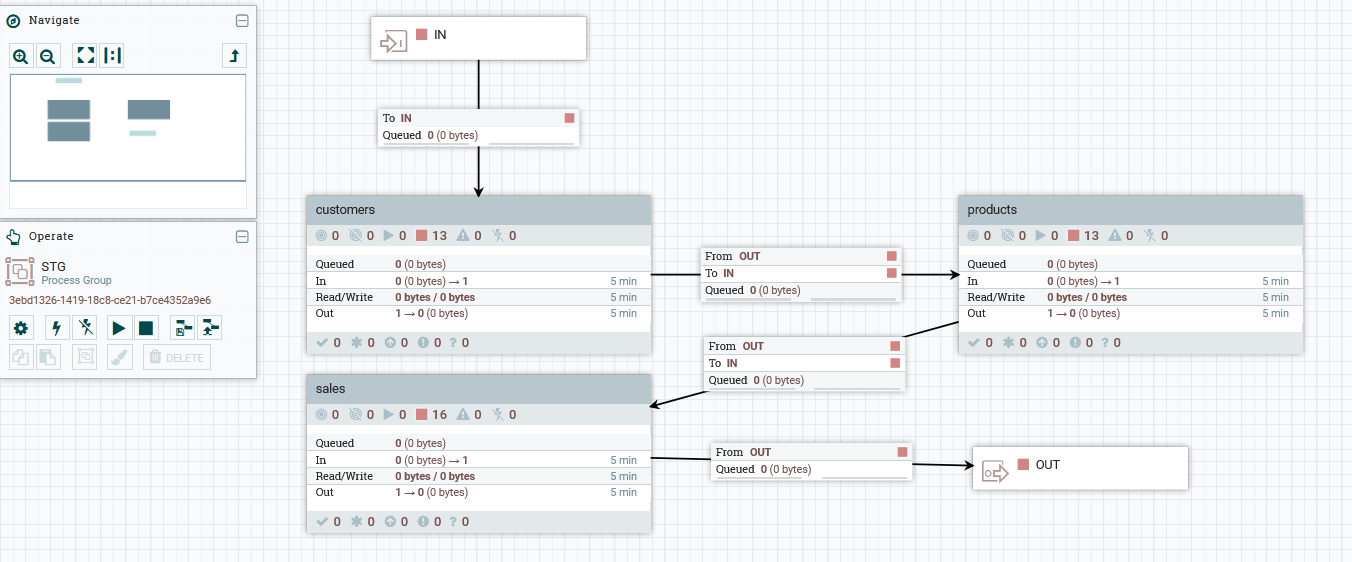 Navigate
Operate
STG
Process Group
3ebd1326-1419-18c8-ce21-b7ce4352a9e6
DELETE
IN
To IN
Queued 0 (0 bytes)
customers
0 0 0 13 0 0
Queued 0 (0 bytes)
In 0 (0 bytes) → 1 5 min
Read/Write 0 bytes / 0 bytes 5 min
Out 1 → 0 (0 bytes) 5 min
0 0 0 0 ? 0
From OUT
To IN
Queued 0 (0 bytes)
products
0 0 0 13 0 0
Queued 0 (0 bytes)
In 0 (0 bytes) → 1 5 min
Read/Write 0 bytes / 0 bytes 5 min
Out 1 → 0 (0 bytes) 5 min
0 0 0 0 ? 0
From OUT
To IN
Queued 0 (0 bytes)
sales
0 0 0 16 0 0
Queued 0 (0 bytes)
In 0 (0 bytes) → 1 5 min
Read/Write 0 bytes / 0 bytes 5 min
Out 1 → 0 (0 bytes) 5 min
0 0 0 0 ? 0
From OUT
Queued 0 (0 bytes)
OUT